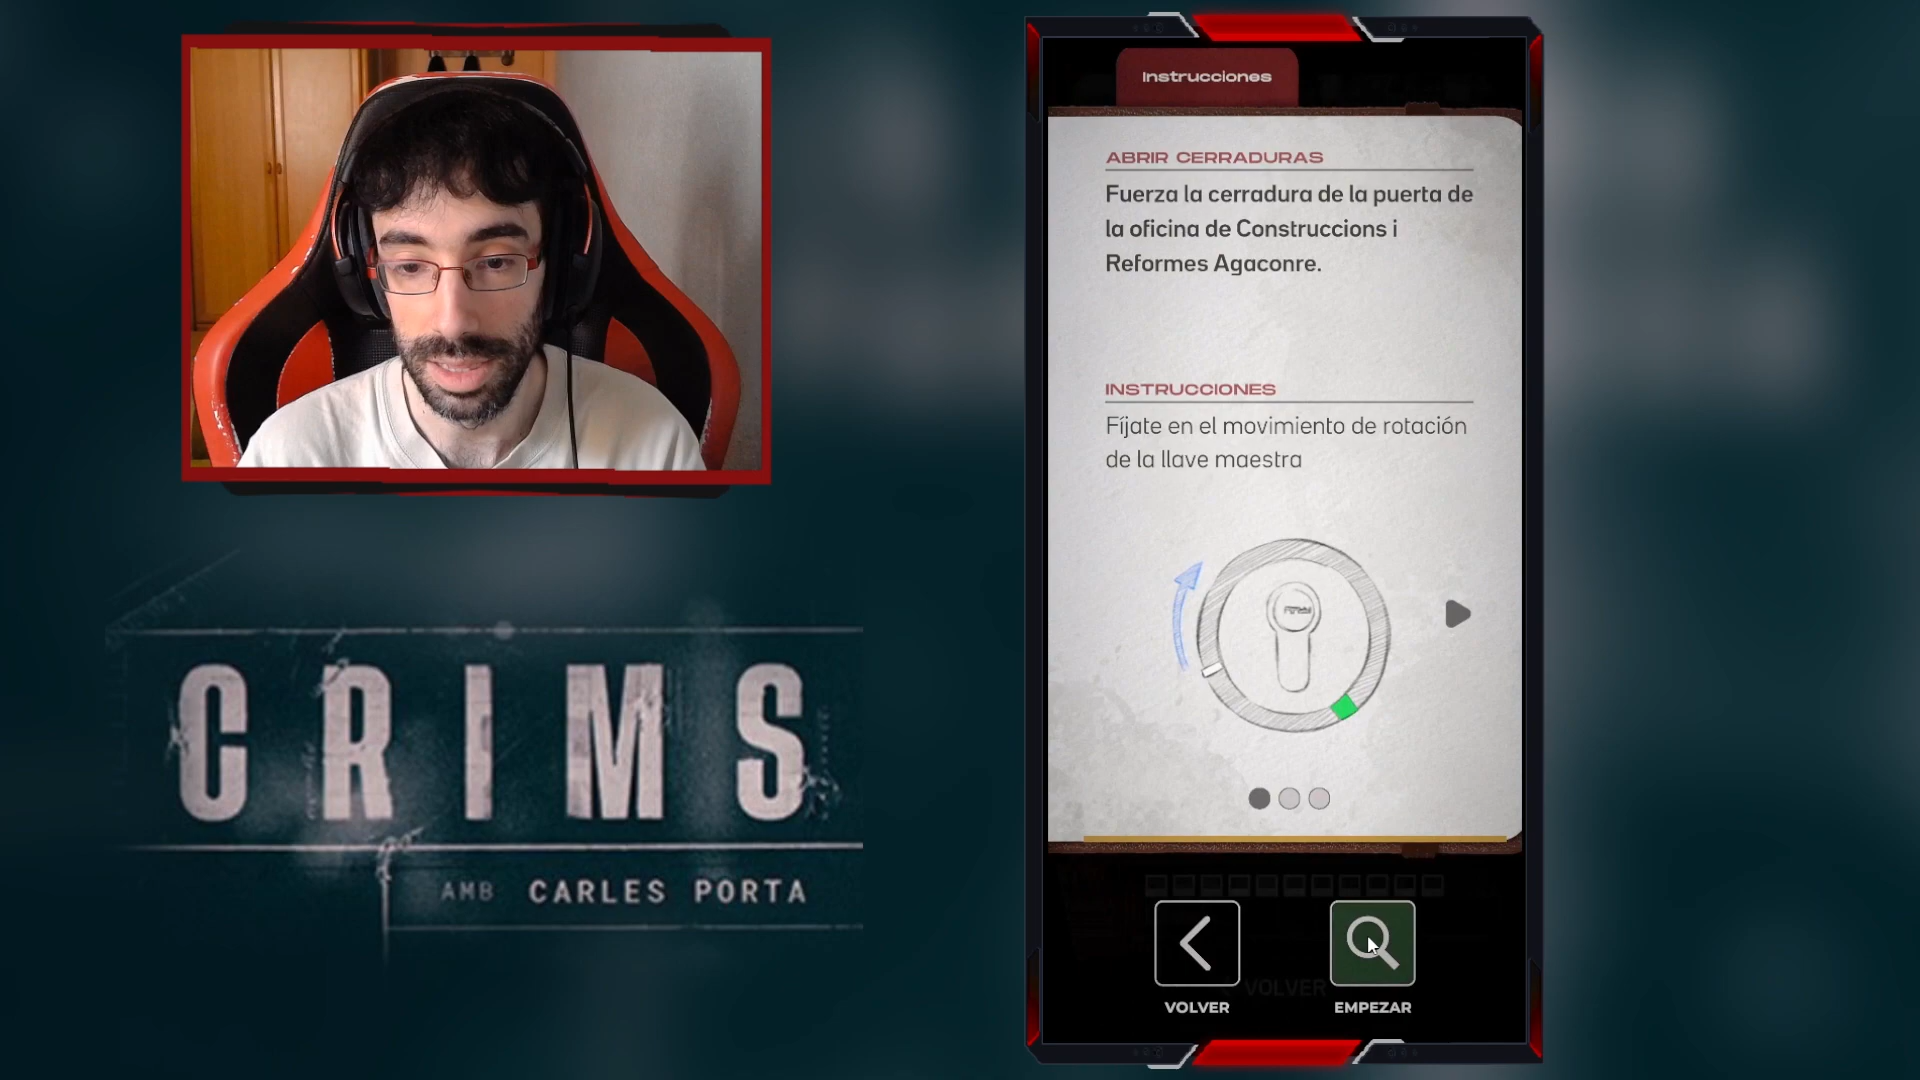 Instrucciones
ABRIR CERRADURAS
Fuerza la cerradura de la puerta de
la oficina de Construccions i
Reformes Agaconre.
INSTRUCCIONES
Fíjate en el movimiento de rotación
de la llave maestra
VOLVER
VOLVER
EMPEZAR
CRIMS
AMB CARLES PORTA